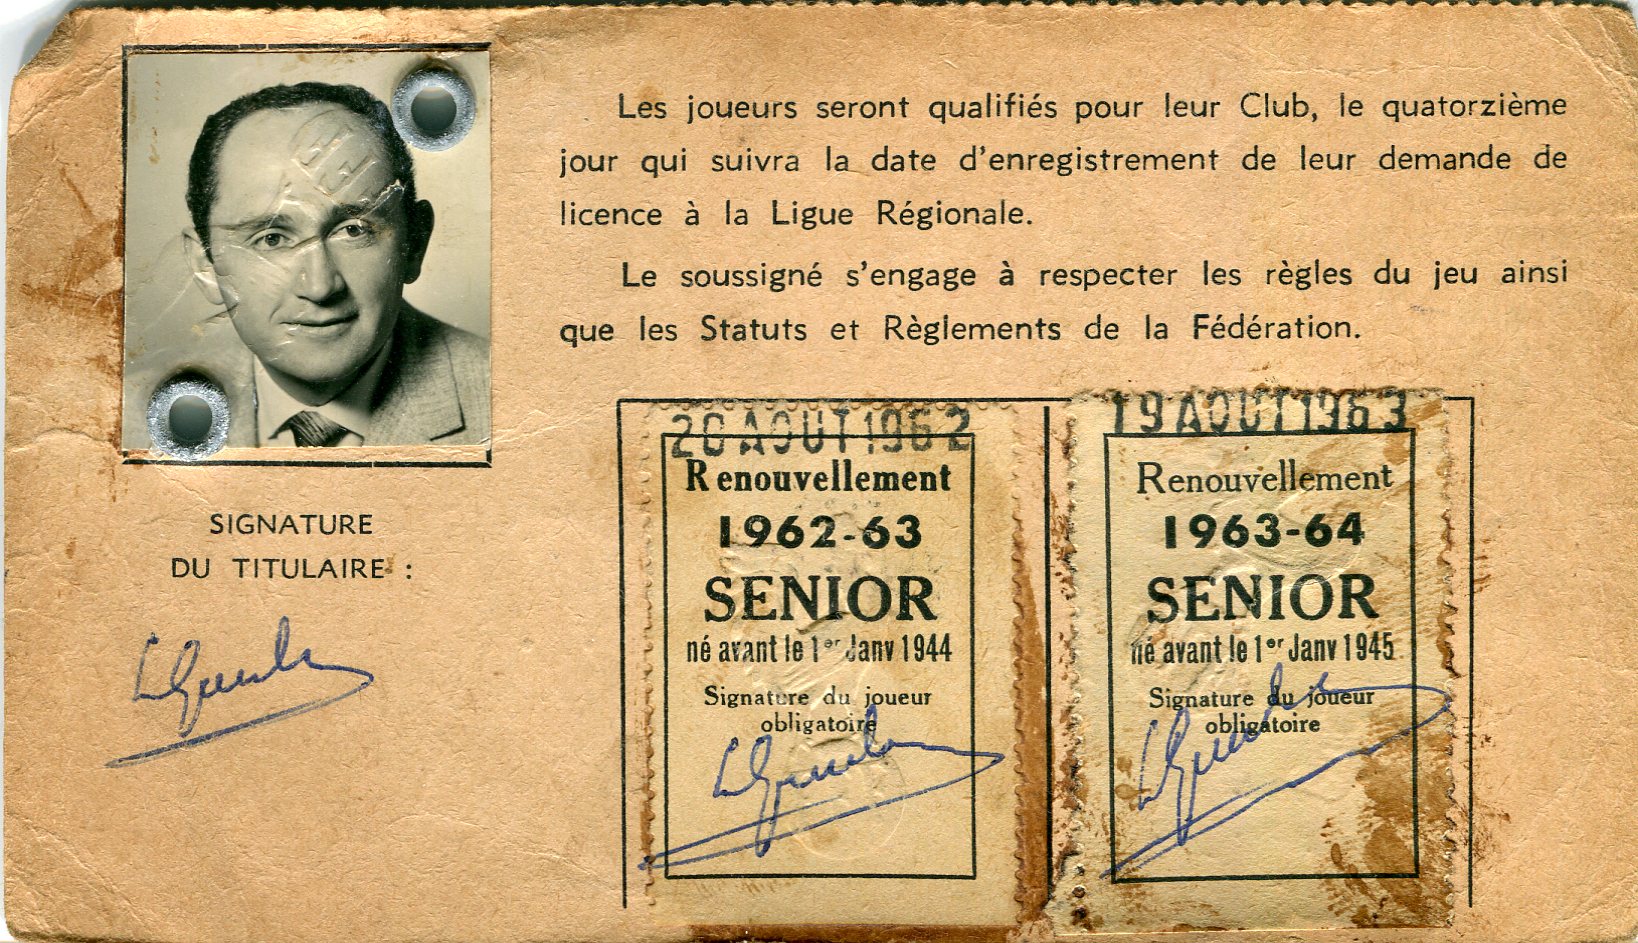 Les joueurs seront qualifiés pour leur Club, le quatorzième
jour qui suivra la date d'enregistrement de leur demande de
licence à la Ligue Régionale.
Le soussigné s'engage à respecter les règles du jeu ainsi
que les Statuts et Règlements de la Fédération.
SIGNATURE
DU TITULAIRE :
20 AOUT 1962
Renouvellement
1962-63
SENIOR
né avant le 1er Janv 1944
Signature du joueur
obligatoire
19 AOUT 1963
Renouvellement
1963-64
SENIOR
né avant le 1er Janv 1945
Signature du joueur
obligatoire